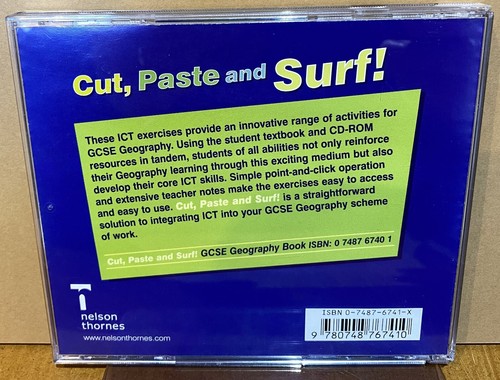 Cut, Paste and Surf!
These ICT exercises provide an innovative range of activities for
GCSE Geography. Using the student textbook and CD-ROM
resources in tandem, students of all abilities not only reinforce
their Geography learning through this exciting medium but also
develop their core ICT skills. Simple point-and-click operation
and extensive teacher notes make the exercises easy to access
and easy to use. Cut, Paste and Surf! is a straightforward
solution to integrating ICT into your GCSE Geography scheme
of work.
Cut, Paste and Surf! GCSE Geography Book ISBN: 0 7487 6740 1
nelson
thornes
www.nelsonthornes.com
ISBN 0-7487-6741-X
9 780748 767410